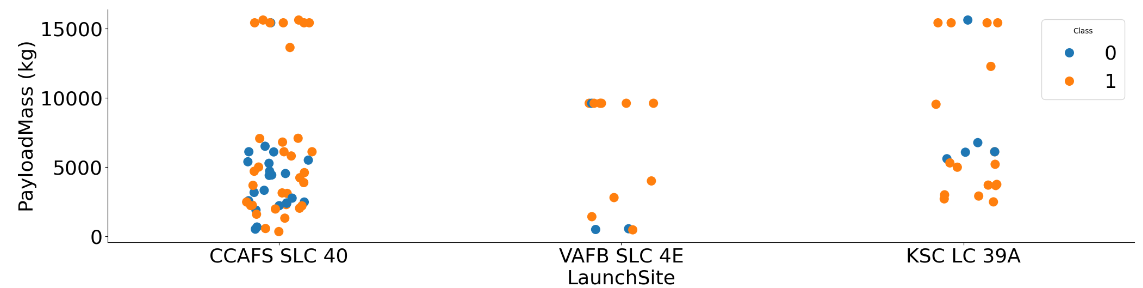 PayloadMass (kg)
15000
10000
5000
0
CCAFS SLC 40
VAFB SLC 4E
KSC LC 39A
LaunchSite
Class
0
1